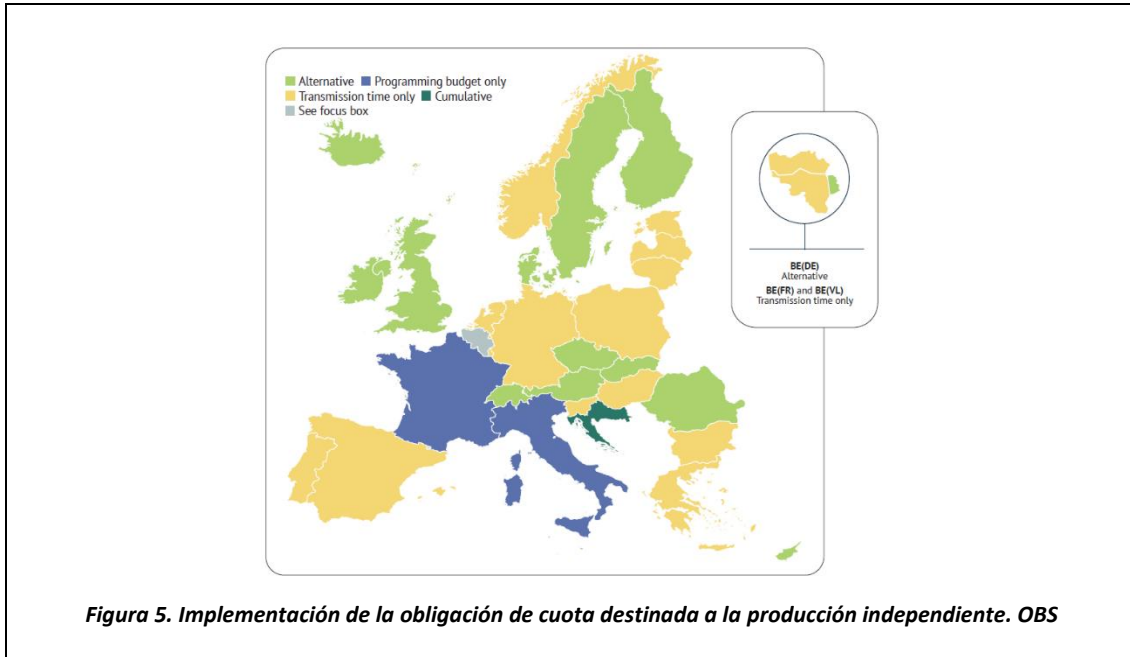 Alternative Programming budget only
Transmission time only Cumulative
See focus box
BE(DE)
Alternative
BE(FR) and BE(VL)
Transmission time only
Figura 5. Implementación de la obligación de cuota destinada a la producción independiente. OBS